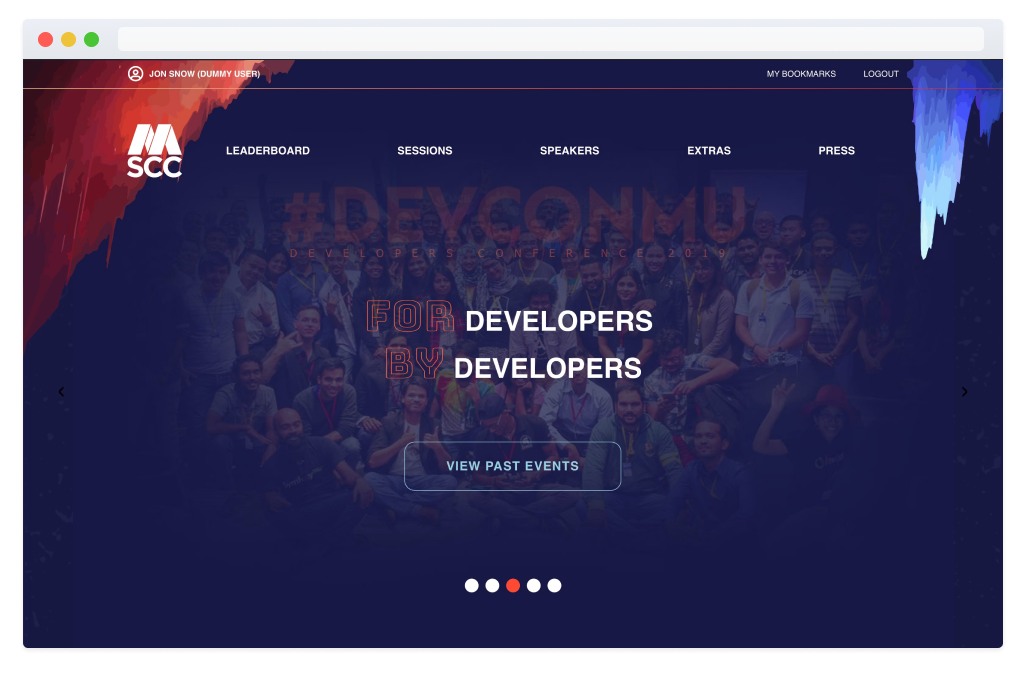 JON SNOW (DUMMY USER)
MY BOOKMARKS
LOGOUT
SCC
LEADERBOARD
SESSIONS
SPEAKERS
EXTRAS
PRESS
#DEVCONMU
DEVELOPERS CONFERENCE 2019
FOR DEVELOPERS
BY DEVELOPERS
VIEW PAST EVENTS